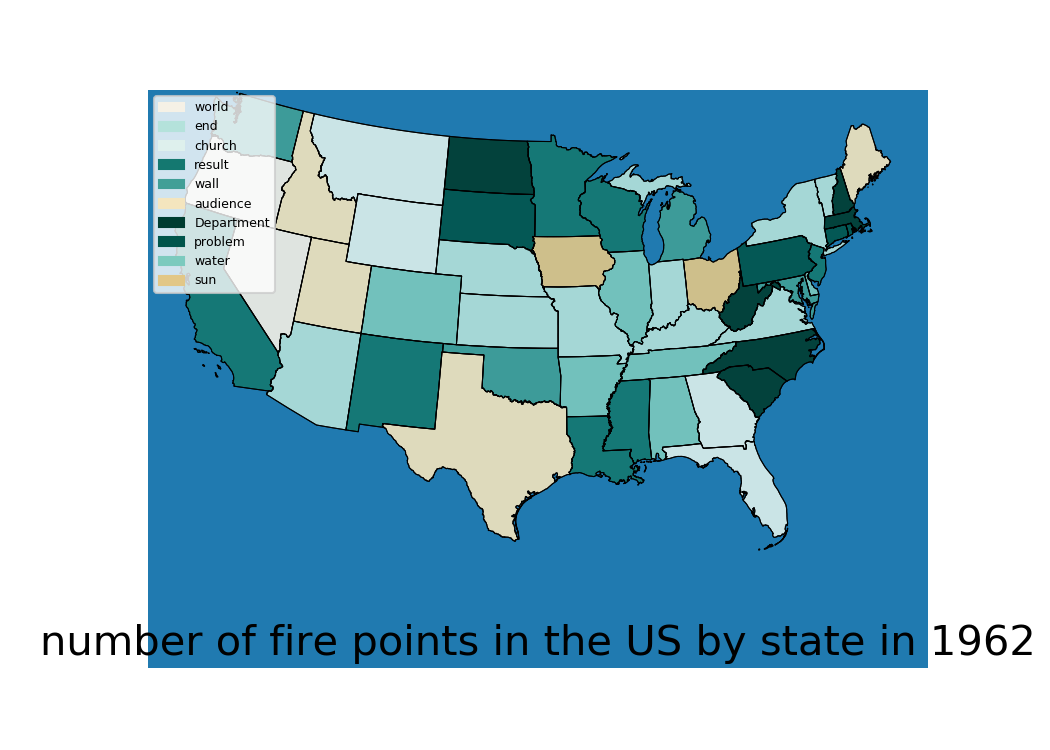 world
end
church
result
wall
audience
Department
problem
water
sun
number of fire points in the US by state in 1962